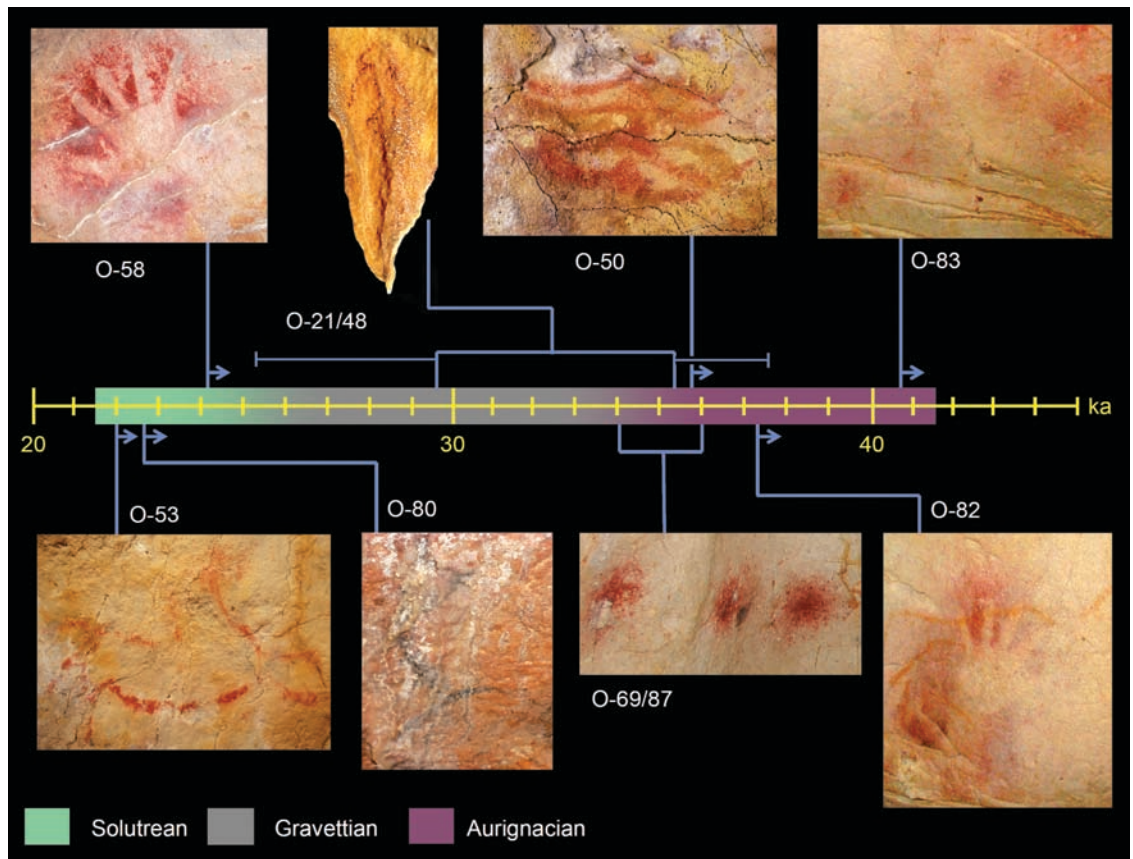 O-58
O-21/48
O-50
O-83
20
30
40
ka
O-53
O-80
O-69/87
O-82
Solutrean
Gravettian
Aurignacian